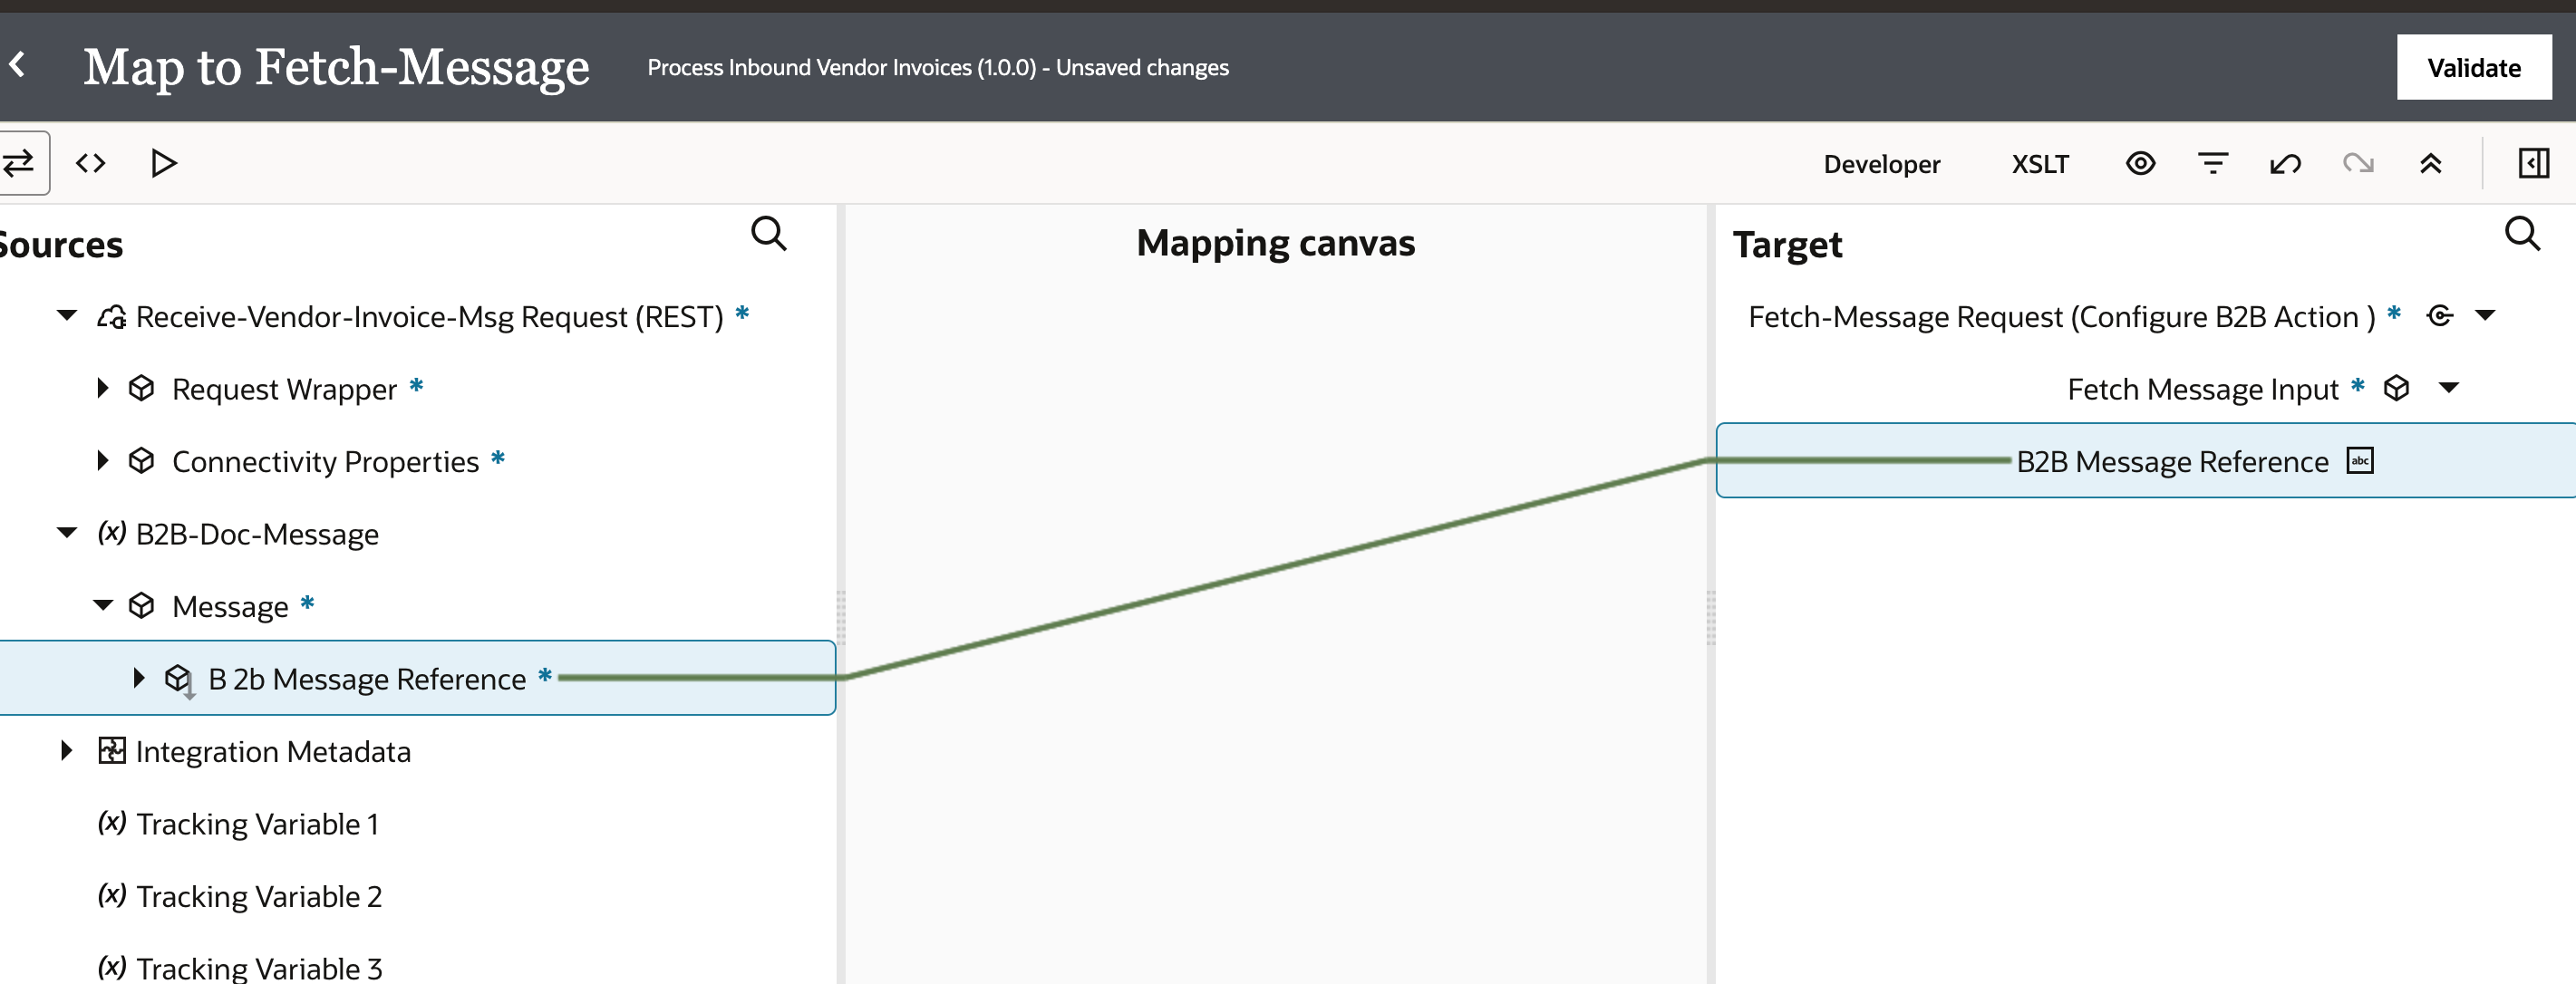 Map to Fetch-Message Process Inbound Vendor Invoices (1.0.0) - Unsaved changes Validate
Developer XSLT
Sources
Receive-Vendor-Invoice-Msg Request (REST) *
Request Wrapper *
Connectivity Properties *
(x) B2B-Doc-Message
Message *
B 2b Message Reference *
Integration Metadata
(x) Tracking Variable 1
(x) Tracking Variable 2
(x) Tracking Variable 3
Mapping canvas
Target
Fetch-Message Request (Configure B2B Action ) *
Fetch Message Input *
B2B Message Reference abc